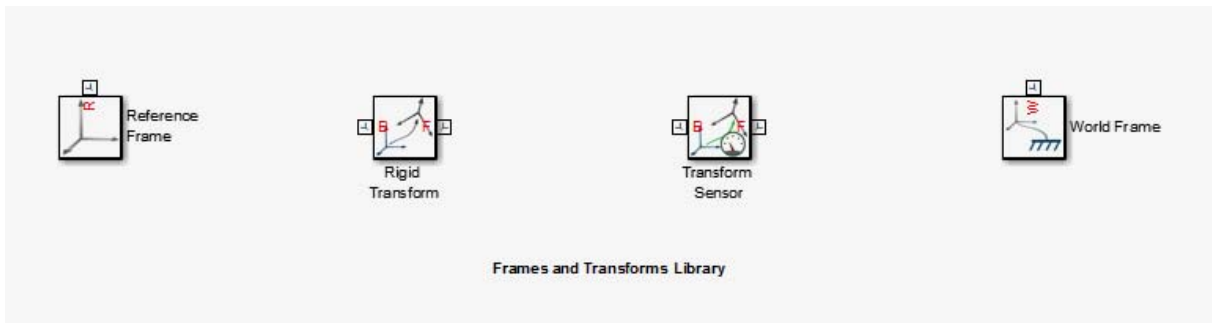 R
Reference
Frame
B
F
Rigid
Transform
B
F
Transform
Sensor
W
World Frame
Frames and Transforms Library